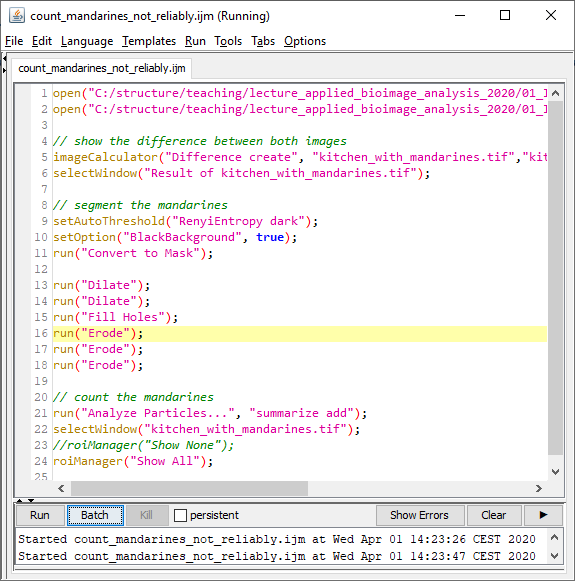 count_mandarines_not_reliably.ijm (Running)
File Edit Language Templates Run Tools Tabs Options
count_mandarines_not_reliably.ijm
1 open("C:/structure/teaching/lecture_applied_bioimage_analysis_2020/01_
2 open("C:/structure/teaching/lecture_applied_bioimage_analysis_2020/01_
3
4 // show the difference between both images
5 imageCalculator("Difference create", "kitchen_with_mandarines.tif","kit
6 selectWindow("Result of kitchen_with_mandarines.tif");
7
8 // segment the mandarines
9 setAutoThreshold("RenyiEntropy dark");
10 setOption("BlackBackground", true);
11 run("Convert to Mask");
12
13 run("Dilate");
14 run("Dilate");
15 run("Fill Holes");
16 run("Erode");
17 run("Erode");
18 run("Erode");
19
20 // count the mandarines
21 run("Analyze Particles...", "summarize add");
22 selectWindow("kitchen_with_mandarines.tif");
23 //roiManager("Show None");
24 roiManager("Show All");
25
Run Batch Kill persistent Show Errors Clear
Started count_mandarines_not_reliably.ijm at Wed Apr 01 14:23:26 CEST 2020
Started count_mandarines_not_reliably.ijm at Wed Apr 01 14:23:47 CEST 2020